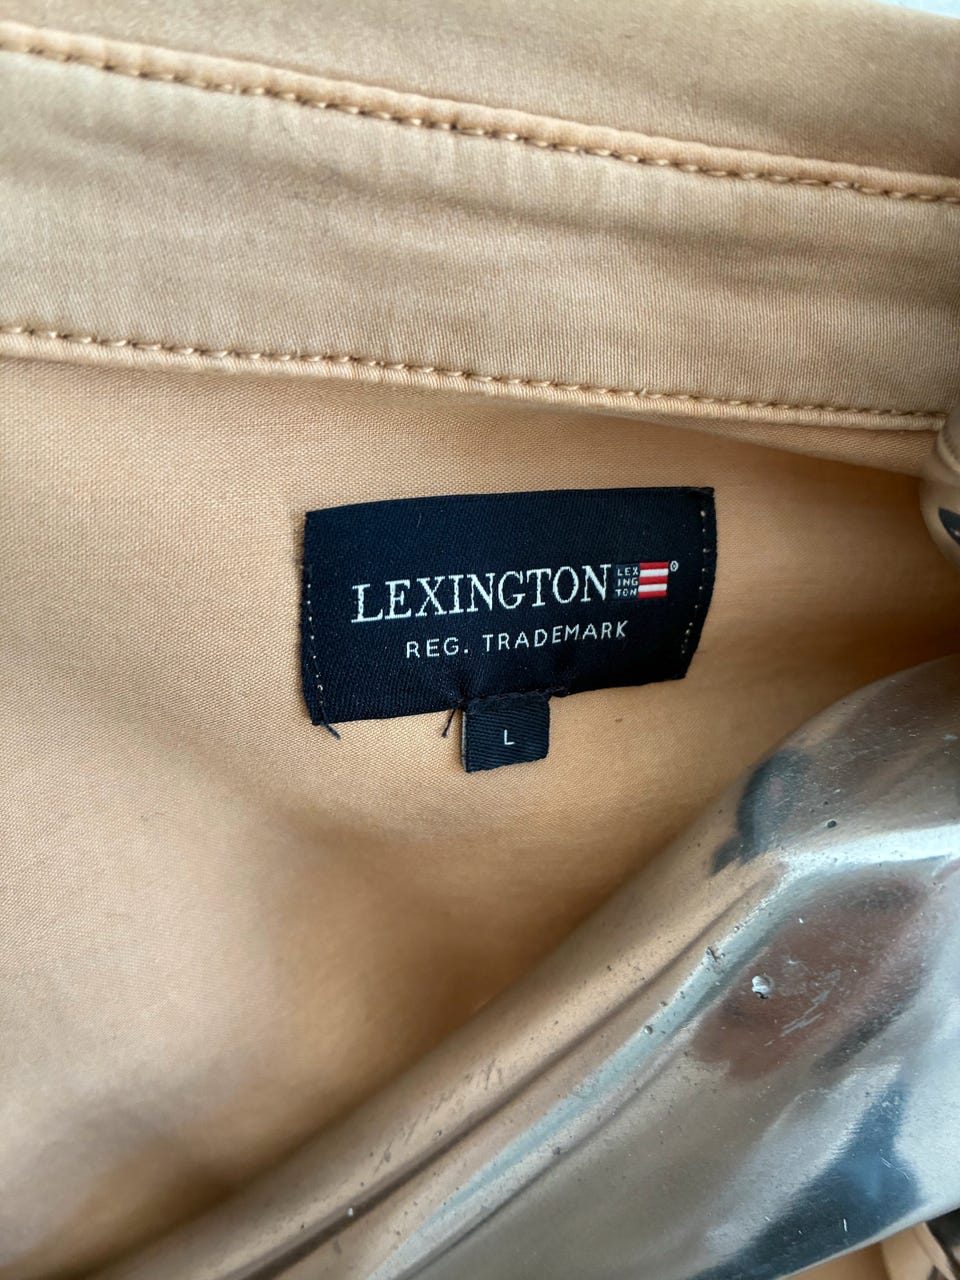 LEXINGTON LEX ING TON ®
REG. TRADEMARK
L